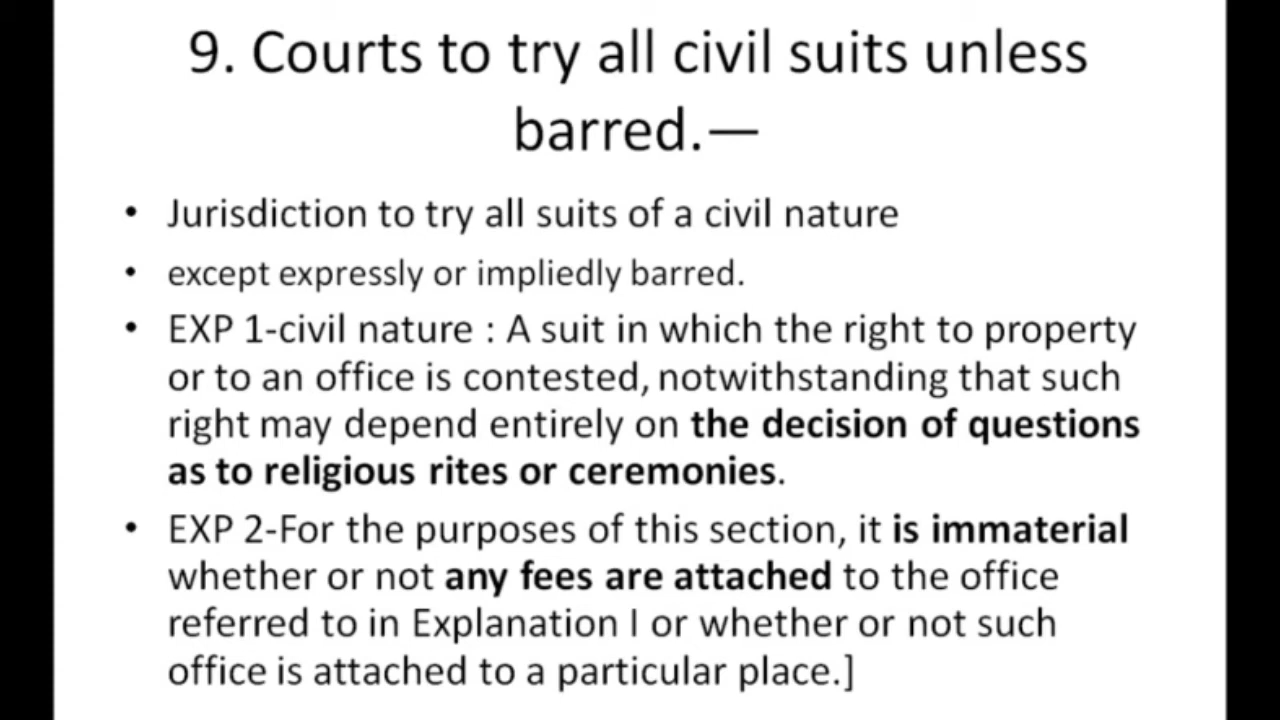 9. Courts to try all civil suits unless
barred.—
• Jurisdiction to try all suits of a civil nature
• except expressly or impliedly barred.
• EXP 1-civil nature : A suit in which the right to property
or to an office is contested, notwithstanding that such
right may depend entirely on the decision of questions
as to religious rites or ceremonies.
• EXP 2-For the purposes of this section, it is immaterial
whether or not any fees are attached to the office
referred to in Explanation I or whether or not such
office is attached to a particular place.]